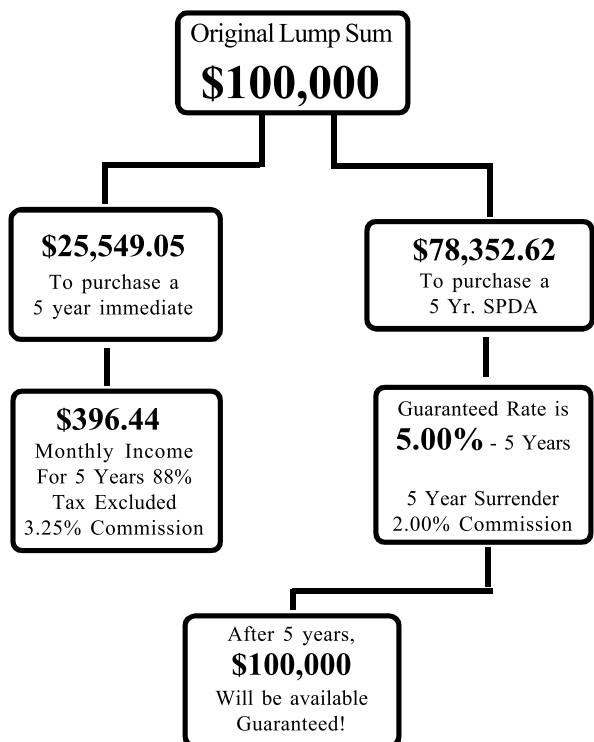 Original Lump Sum
$100,000
$25,549.05
To purchase a
5 year immediate
$78,352.62
To purchase a
5 Yr. SPDA
$396.44
Monthly Income
For 5 Years 88%
Tax Excluded
3.25% Commission
Guaranteed Rate is
5.00% - 5 Years
5 Year Surrender
2.00% Commission
After 5 years,
$100,000
Will be available
Guaranteed!